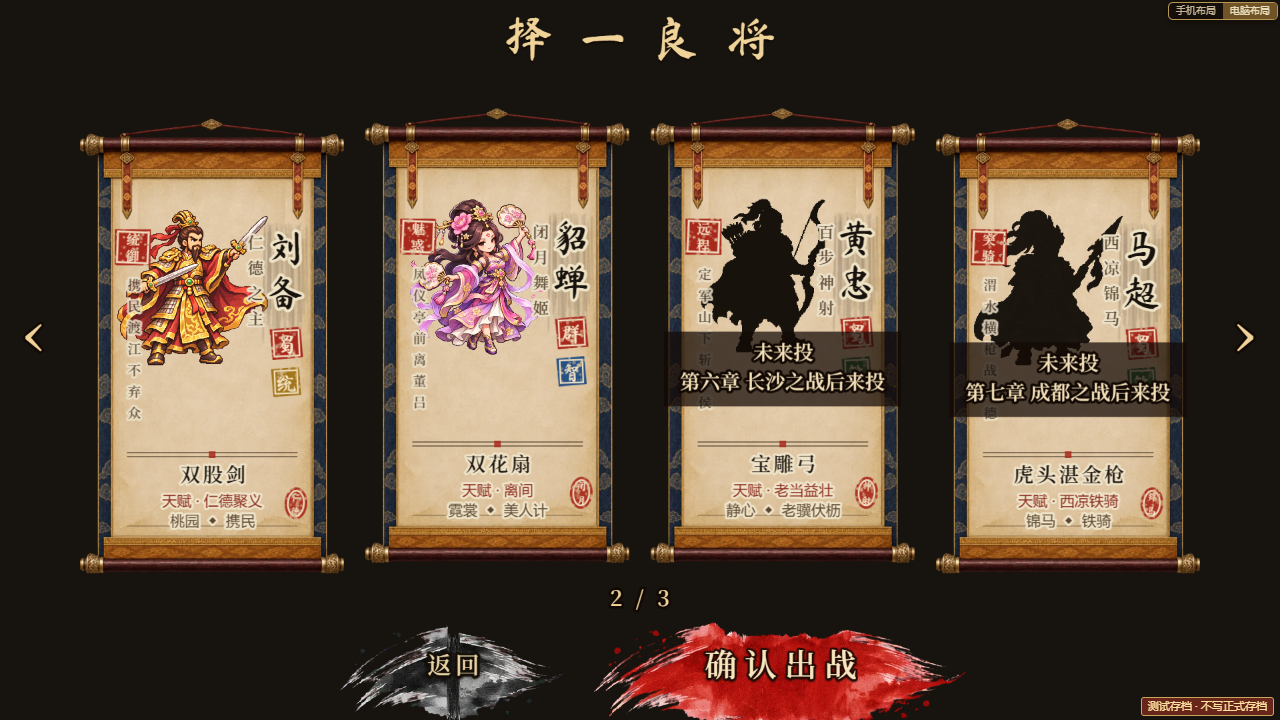 手机布局 电脑布局
择一良将
刘备
仁德之主
统御
携民渡江不弃众
蜀
统
双股剑
天赋·仁德聚义
桃园 ◆ 携民
貂蝉
闭月舞姬
魅惑
凤仪亭前离董吕
群
智
双花扇
天赋·离间
霓裳 ◆ 美人计
黄忠
百步神射
远程
定军山下斩
侯
蜀
未来投
第六章 长沙之战后来投
宝雕弓
天赋·老当益壮
静心 ◆ 老骥伏枥
马超
西凉锦马
突骑
渭水横枪战
德
蜀
未来投
第七章 成都之战后来投
虎头湛金枪
天赋·西凉铁骑
锦马 ◆ 铁骑
2 / 3
返回
确认出战
测试存档 · 不写正式存档